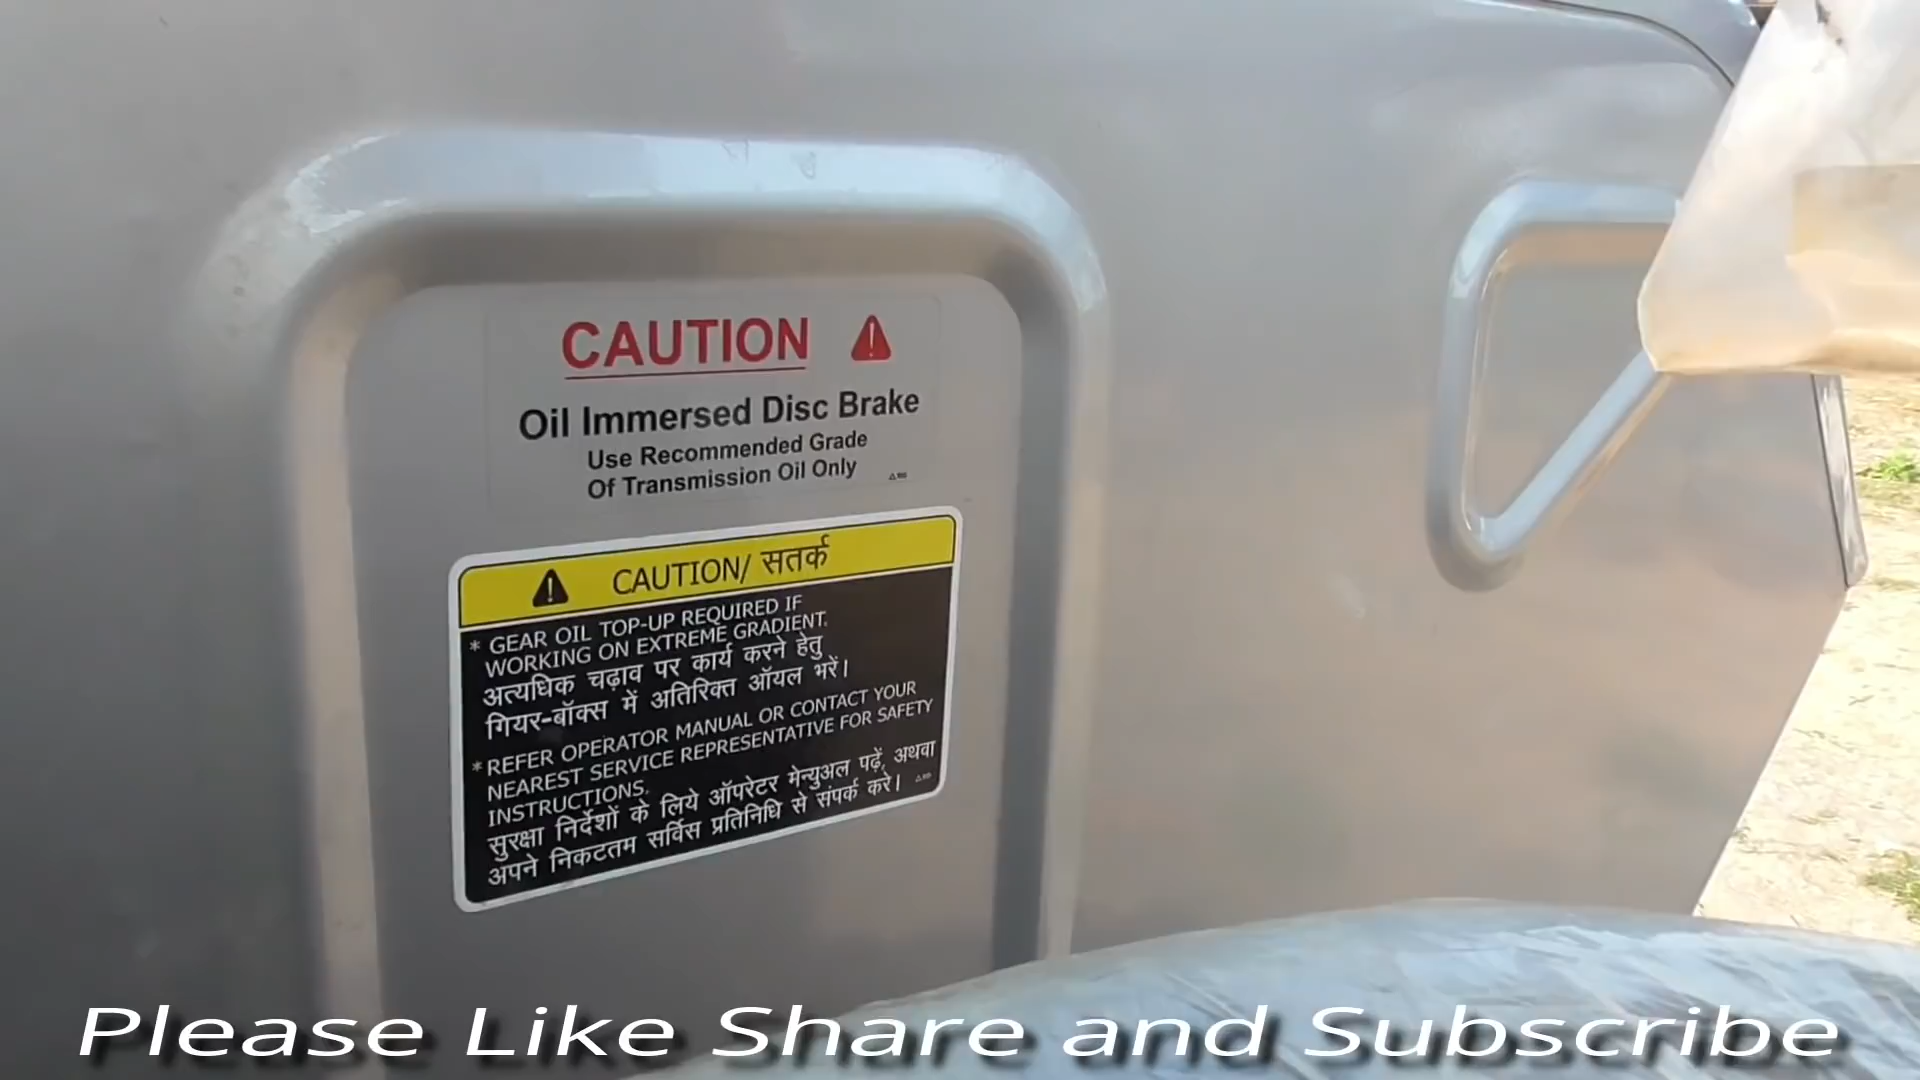 CAUTION
Oil Immersed Disc Brake
Use Recommended Grade
Of Transmission Oil Only
CAUTION/ सतर्क
* GEAR OIL TOP-UP REQUIRED IF
WORKING ON EXTREME GRADIENT.
अत्यधिक चढ़ाव पर कार्य करने हेतु
गियर-बॉक्स में अतिरिक्त ऑयल भरें।
* REFER OPERATOR MANUAL OR CONTACT YOUR
NEAREST SERVICE REPRESENTATIVE FOR SAFETY
INSTRUCTIONS.
सुरक्षा निर्देशों के लिये ऑपरेटर मेन्युअल पढ़ें, अथवा
अपने निकटतम सर्विस प्रतिनिधि से संपर्क करे।
Please Like Share and Subscribe